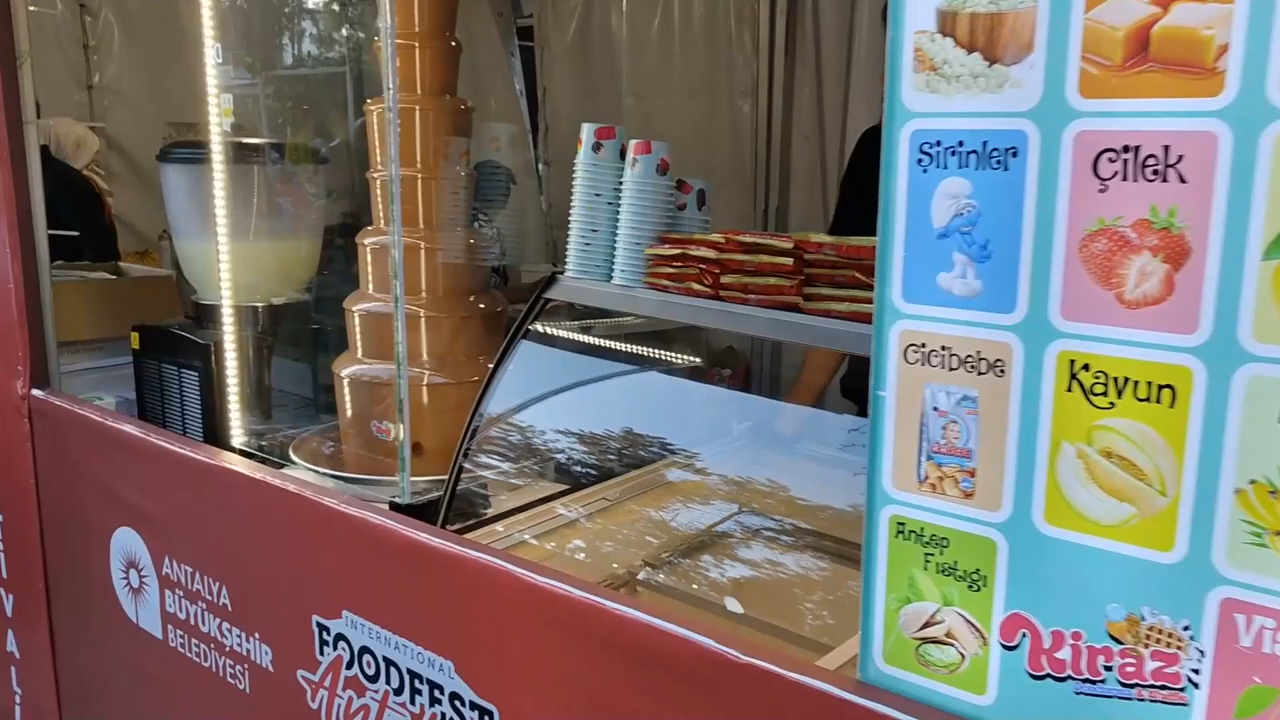 Şirinler
Çilek
Cicibebe
Kavun
Antep
Fıstığı
Kiraz
ANTALYA
BÜYÜKŞEHİR
BELEDİYESİ
INTERNATIONAL
FOODFEST